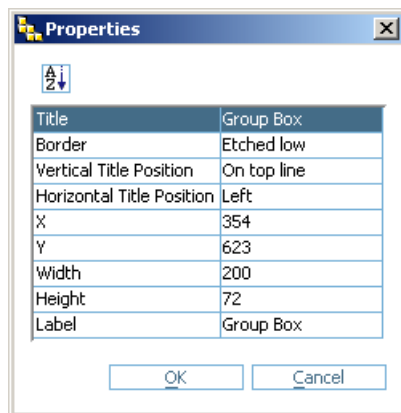 Properties
A
Z
Title Group Box
Border Etched low
Vertical Title Position On top line
Horizontal Title Position Left
X 354
Y 623
Width 200
Height 72
Label Group Box
OK Cancel